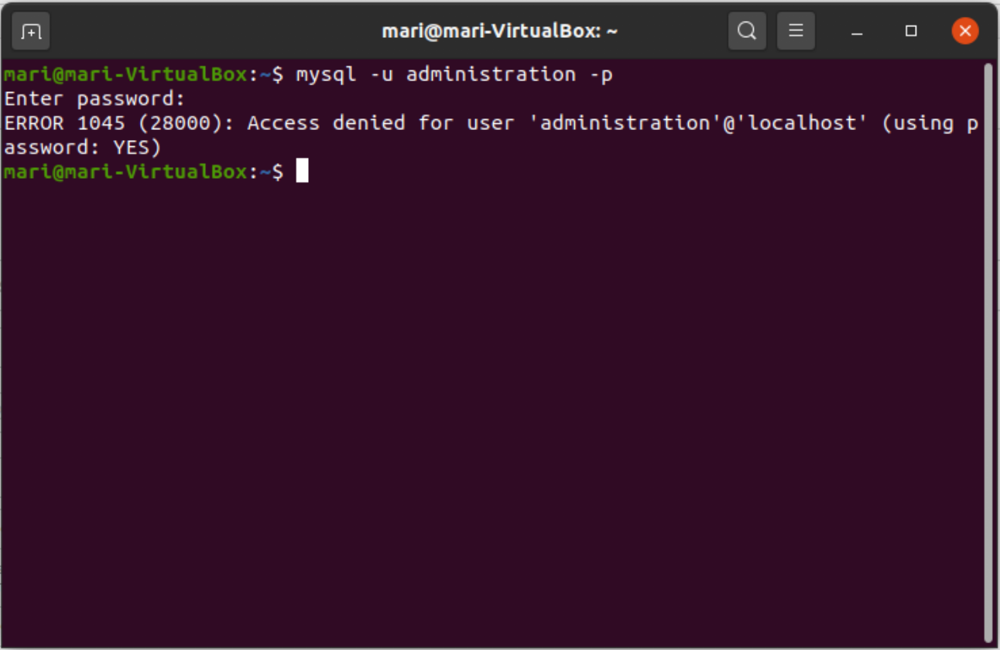 mari@mari-VirtualBox: ~
mari@mari-VirtualBox:~$ mysql -u administration -p
Enter password:
ERROR 1045 (28000): Access denied for user 'administration'@'localhost' (using p
assword: YES)
mari@mari-VirtualBox:~$